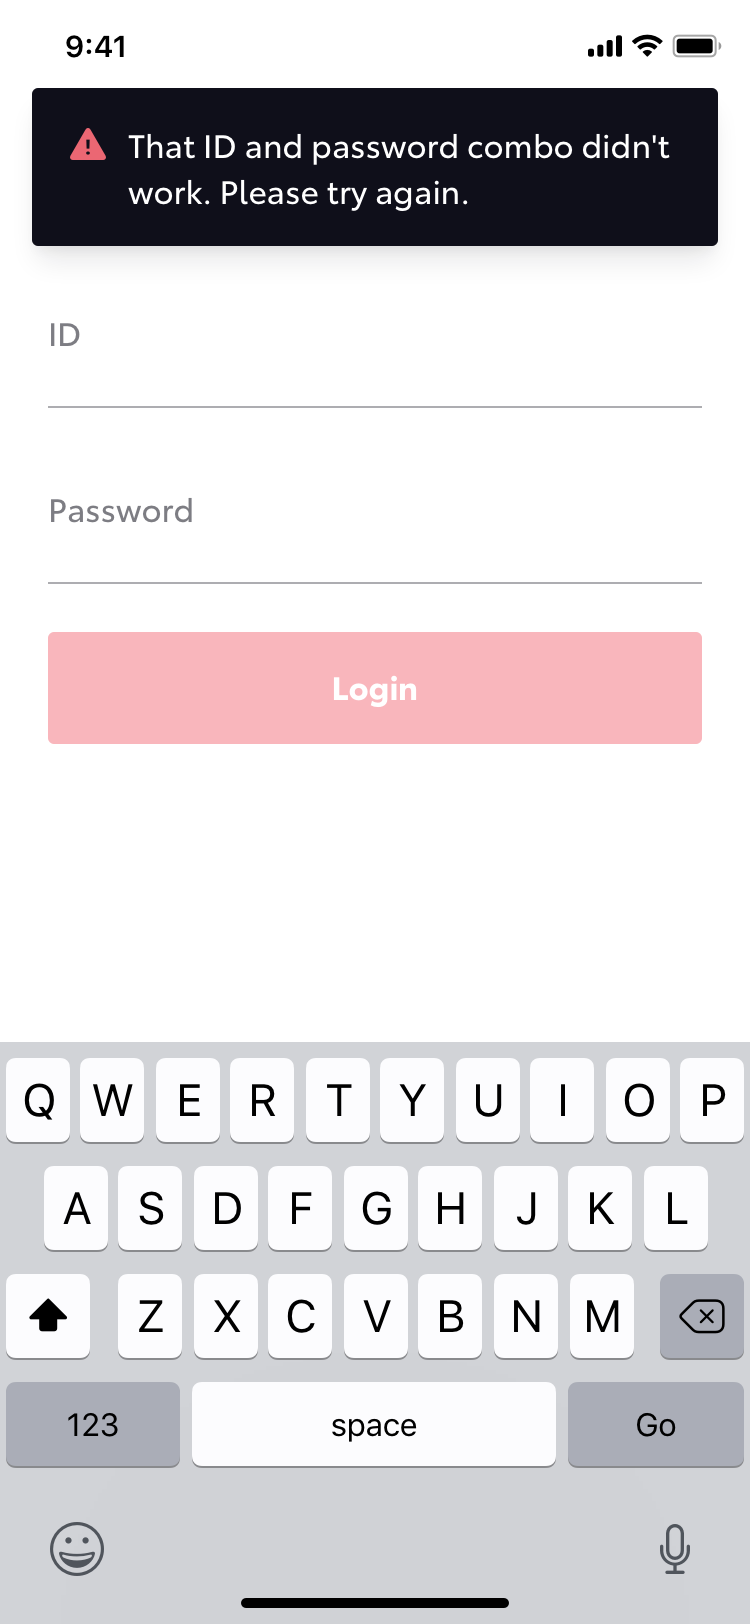 9:41
That ID and password combo didn't
work. Please try again.
ID
Password
Login
Q W E R T Y U I O P
A S D F G H J K L
Z X C V B N M
123 space Go